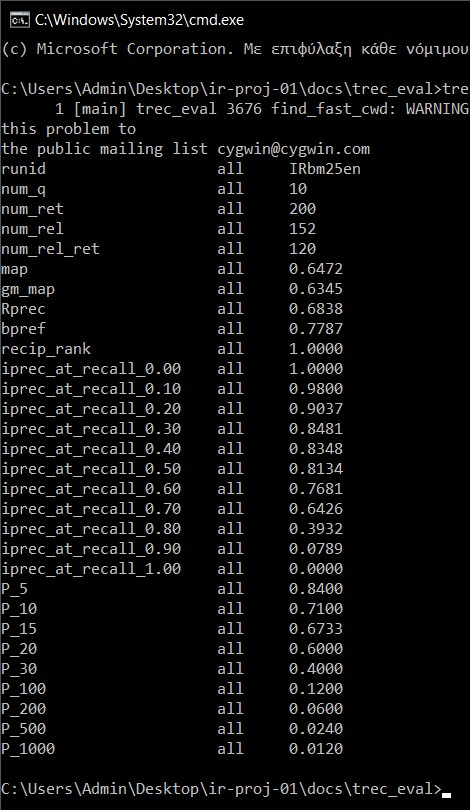 C:\Windows\System32\cmd.exe
(c) Microsoft Corporation. Με επιφύλαξη κάθε νόμιμου
C:\Users\Admin\Desktop\ir-proj-01\docs\trec_eval>tre
1 [main] trec_eval 3676 find_fast_cwd: WARNING
this problem to
the public mailing list cygwin@cygwin.com
runid all IRbm25en
num_q all 10
num_ret all 200
num_rel all 152
num_rel_ret all 120
map all 0.6472
gm_map all 0.6345
Rprec all 0.6838
bpref all 0.7787
recip_rank all 1.0000
iprec_at_recall_0.00 all 1.0000
iprec_at_recall_0.10 all 0.9800
iprec_at_recall_0.20 all 0.9037
iprec_at_recall_0.30 all 0.8481
iprec_at_recall_0.40 all 0.8348
iprec_at_recall_0.50 all 0.8134
iprec_at_recall_0.60 all 0.7681
iprec_at_recall_0.70 all 0.6426
iprec_at_recall_0.80 all 0.3932
iprec_at_recall_0.90 all 0.0789
iprec_at_recall_1.00 all 0.0000
P_5 all 0.8400
P_10 all 0.7100
P_15 all 0.6733
P_20 all 0.6000
P_30 all 0.4000
P_100 all 0.1200
P_200 all 0.0600
P_500 all 0.0240
P_1000 all 0.0120
C:\Users\Admin\Desktop\ir-proj-01\docs\trec_eval>